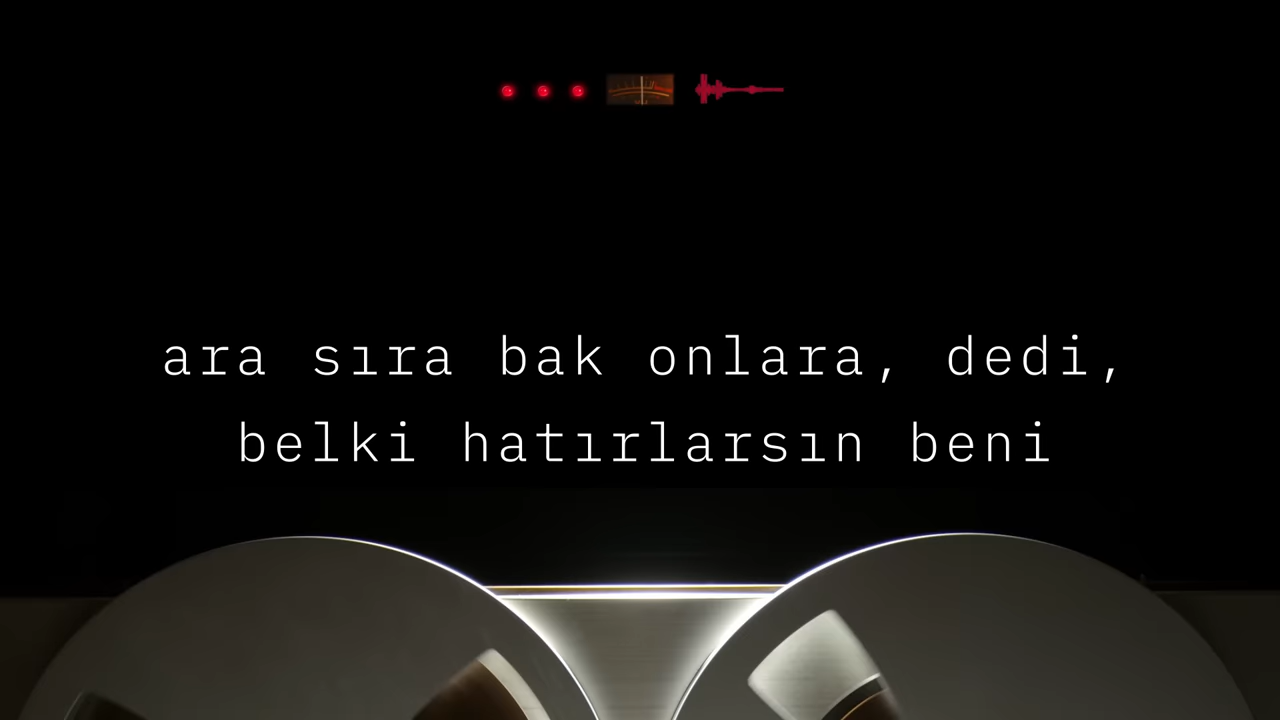 ara sıra bak onlara, dedi,
belki hatırlarsın beni